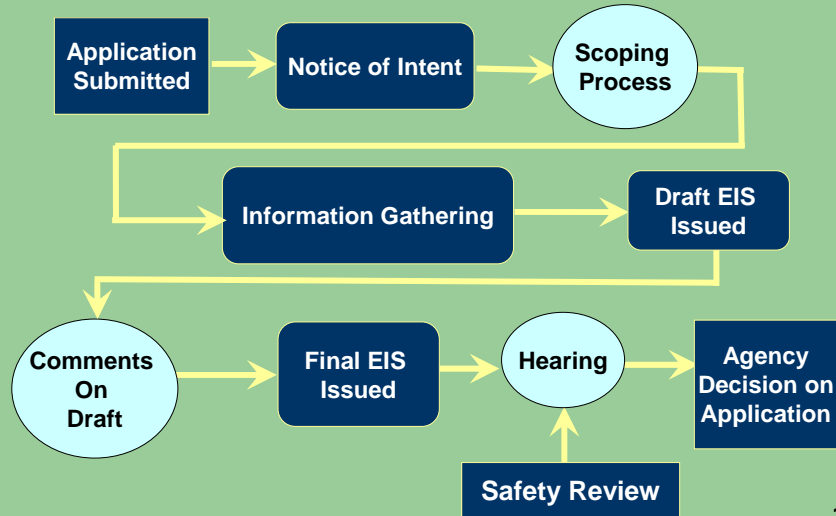 Application
Submitted
Notice of Intent
Scoping
Process
Information Gathering
Draft EIS
Issued
Comments
On
Draft
Final EIS
Issued
Hearing
Agency
Decision on
Application
Safety Review